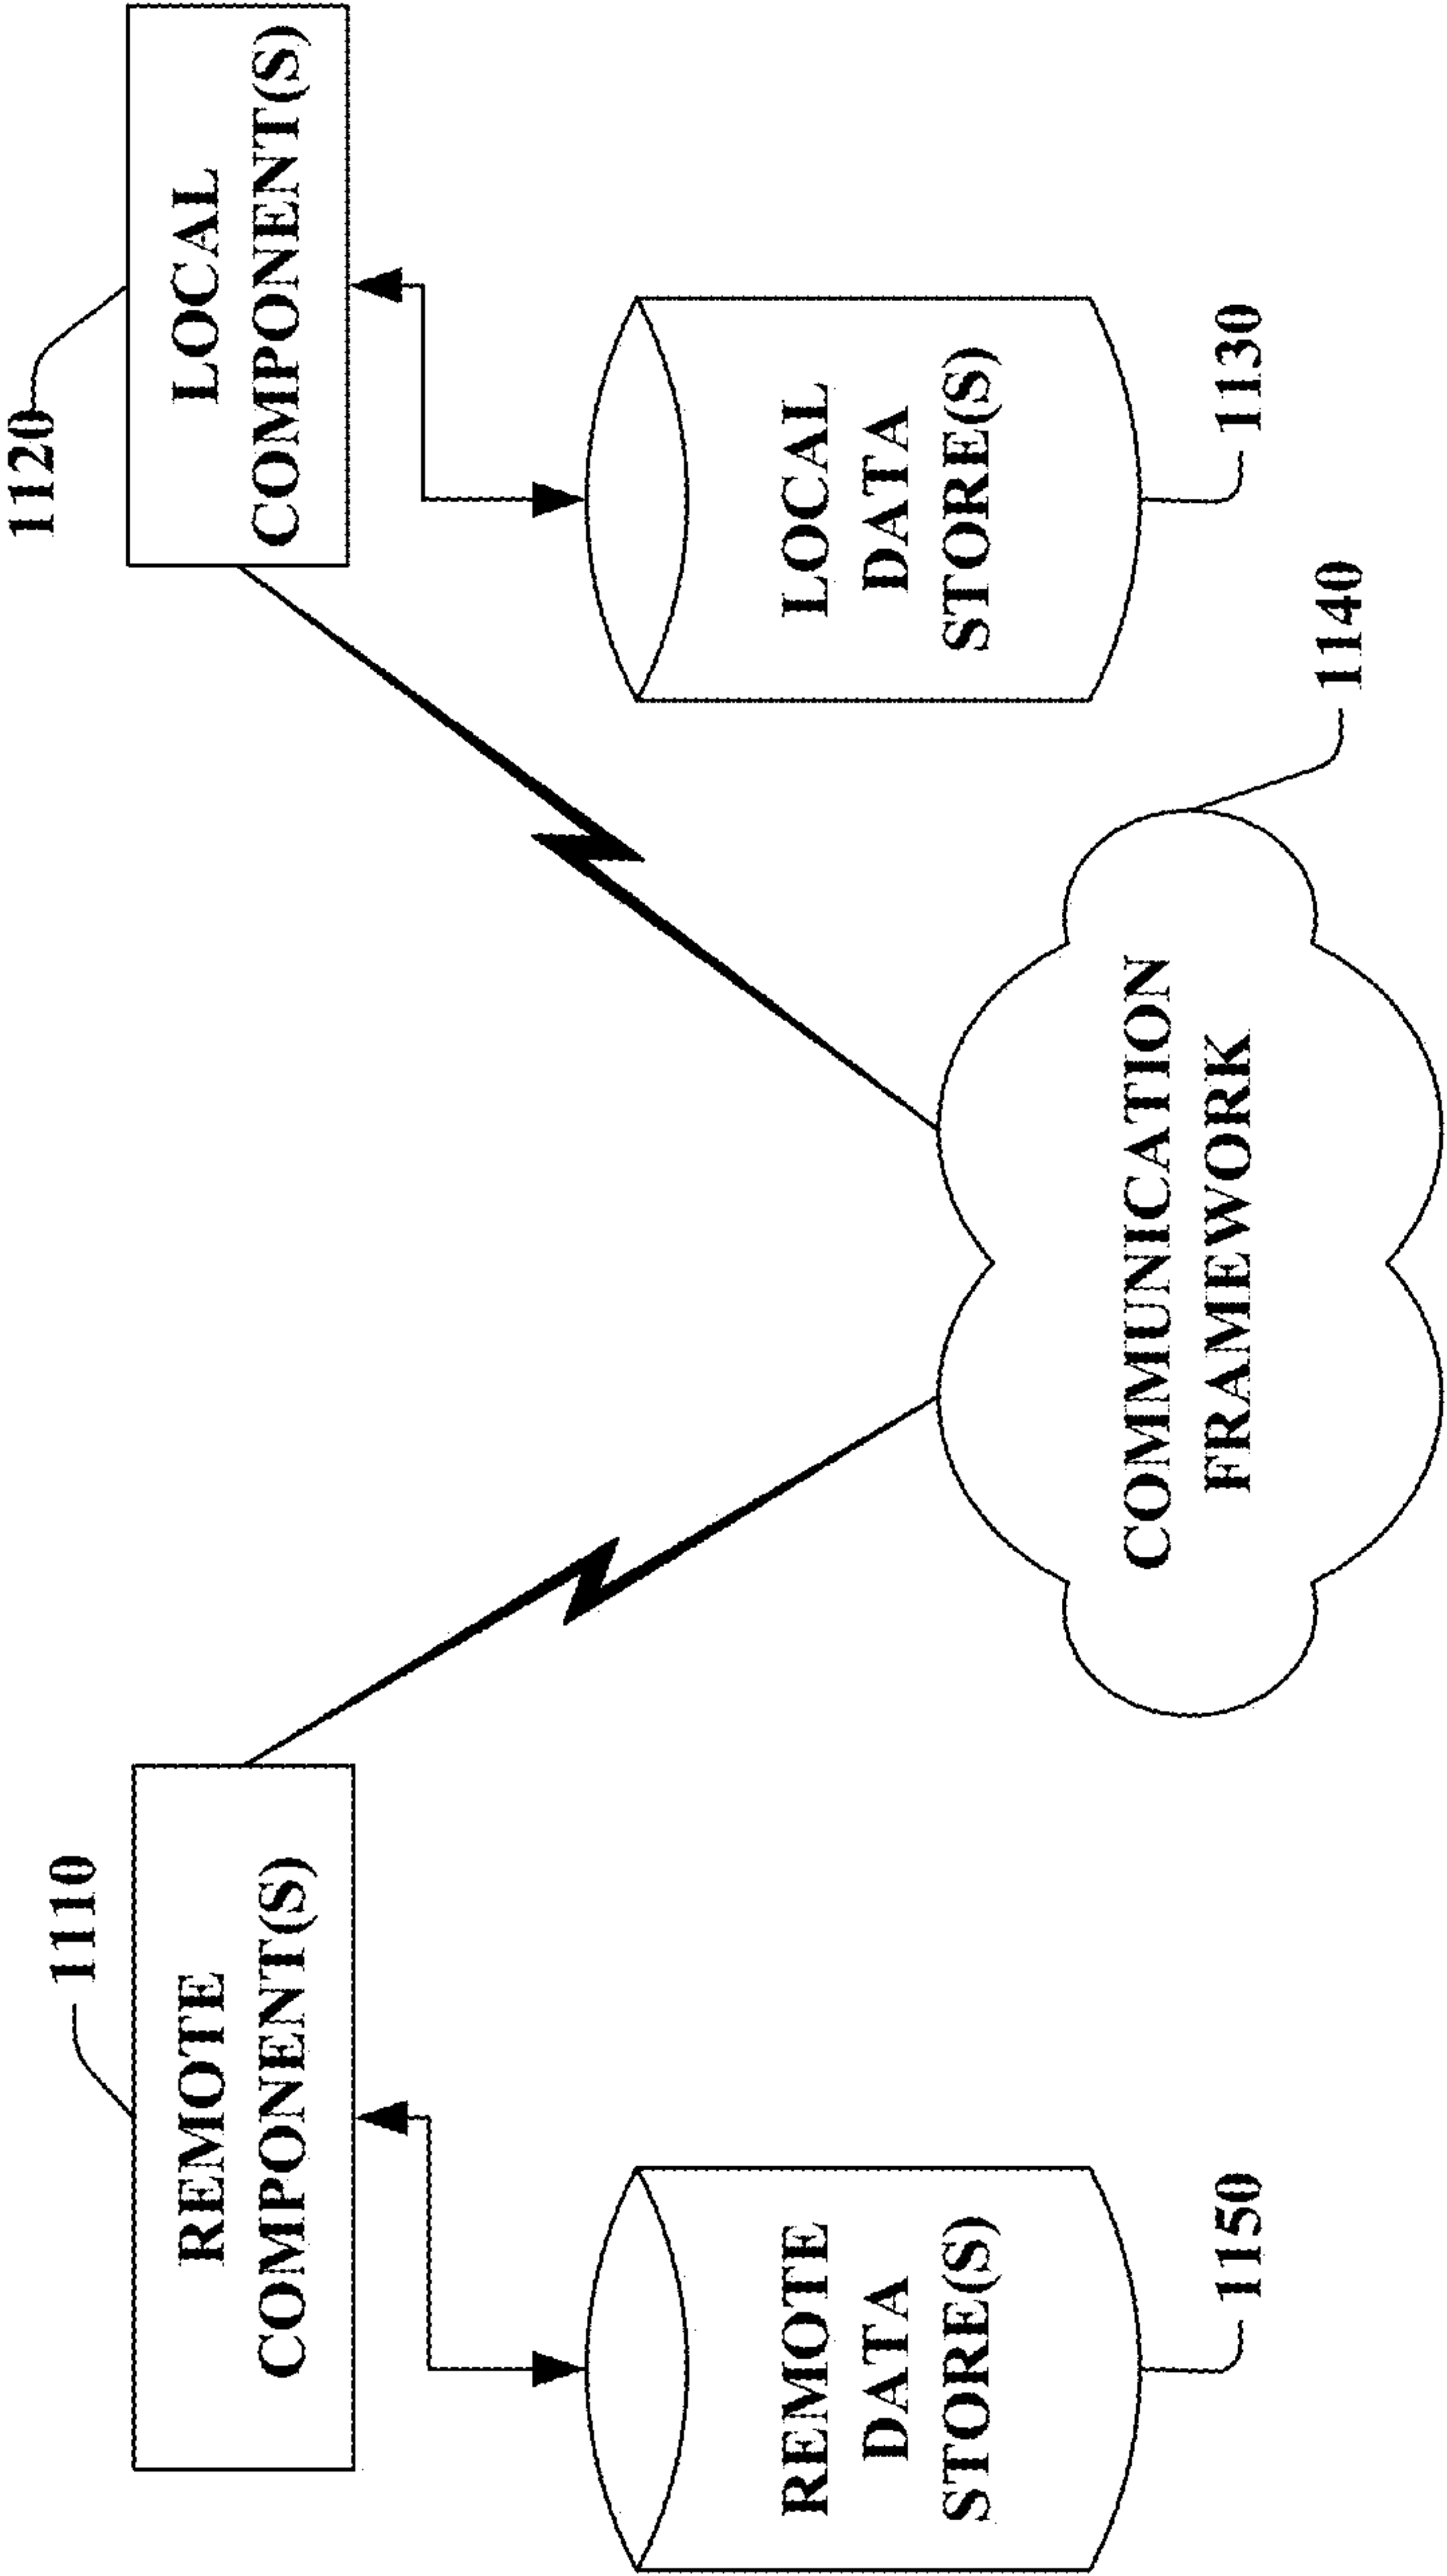 1110
REMOTE
COMPONENT(S)
1120
LOCAL
COMPONENT(S)
REMOTE
DATA
STORE(S)
1150
COMMUNICATION
FRAMEWORK
1140
LOCAL
DATA
STORE(S)
1130